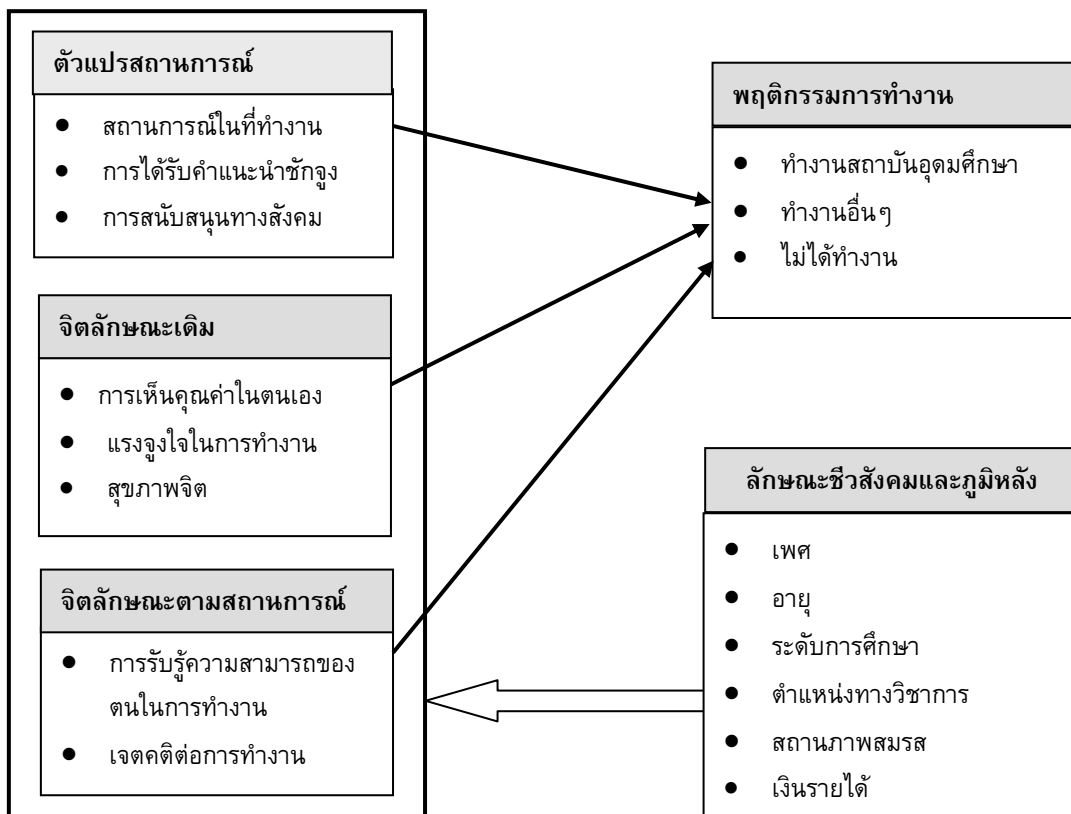 ตัวแปรสถานการณ์
● สถานการณ์ในที่ทำงาน
● การได้รับคำแนะนำชักจูง
● การสนับสนุนทางสังคม
จิตลักษณะเดิม
● การเห็นคุณค่าในตนเอง
● แรงจูงใจในการทำงาน
● สุขภาพจิต
จิตลักษณะตามสถานการณ์
● การรับรู้ความสามารถของ
ตนในการทำงาน
● เจตคติต่อการทำงาน
พฤติกรรมการทำงาน
● ทำงานสถาบันอุดมศึกษา
● ทำงานอื่นๆ
● ไม่ได้ทำงาน
ลักษณะชีวสังคมและภูมิหลัง
● เพศ
● อายุ
● ระดับการศึกษา
● ตำแหน่งทางวิชาการ
● สถานภาพสมรส
● เงินรายได้